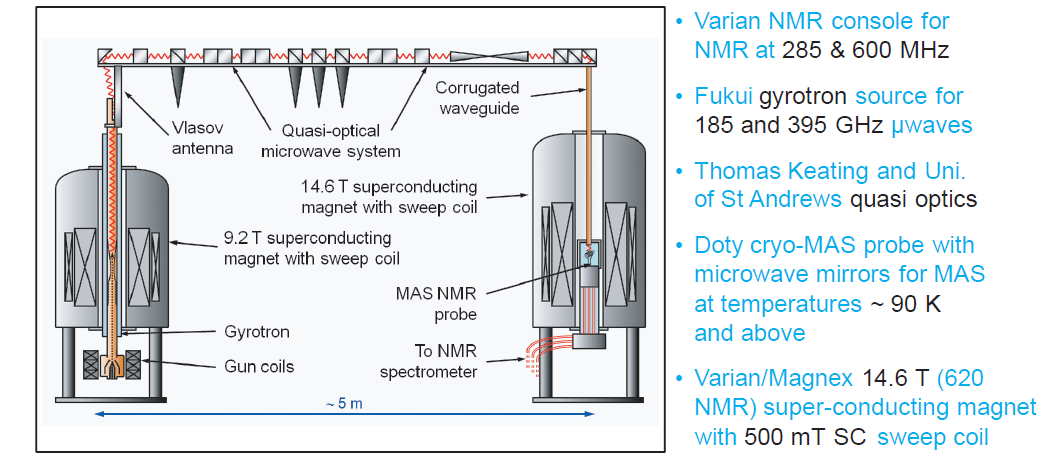 Vlasov
antenna
Quasi-optical
microwave system
Corrugated
waveguide
14.6 T superconducting
magnet with sweep coil
9.2 T superconducting
magnet with sweep coil
MAS NMR
probe
Gyrotron
Gun coils
To NMR
spectrometer
~ 5 m
• Varian NMR console for
NMR at 285 & 600 MHz
• Fukui gyrotron source for
185 and 395 GHz µwaves
• Thomas Keating and Uni.
of St Andrews quasi optics
• Doty cryo-MAS probe with
microwave mirrors for MAS
at temperatures ~ 90 K
and above
• Varian/Magnex 14.6 T (620
NMR) super-conducting magnet
with 500 mT SC sweep coil